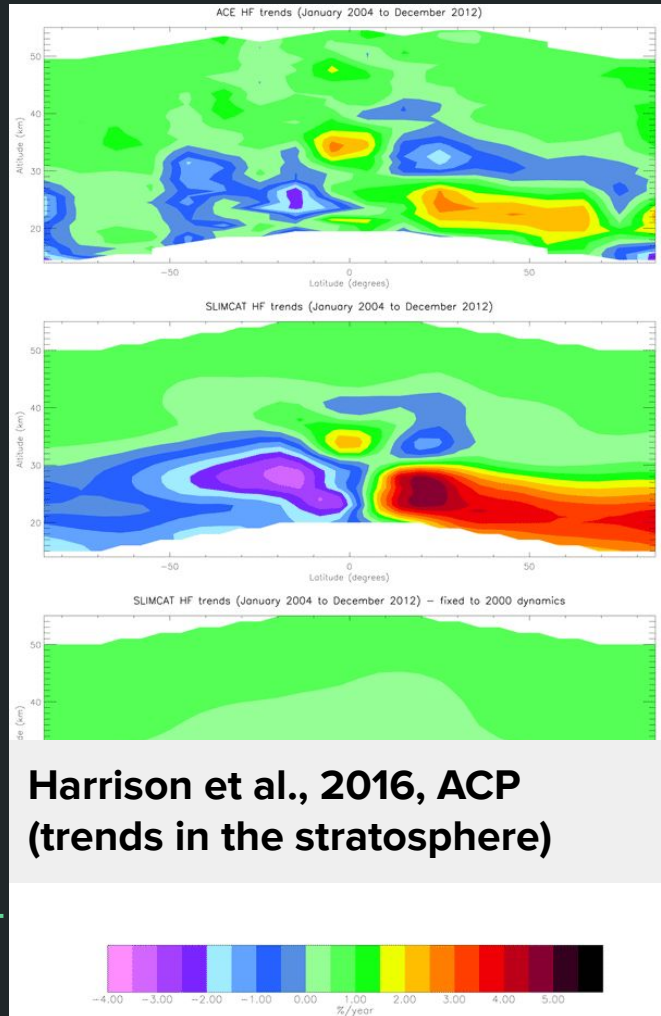 ACE HF trends (January 2004 to December 2012)
50
40
30
20
Altitude (km)
-50 0 50
Latitude (degrees)
SLIMCAT HF trends (January 2004 to December 2012)
50
40
30
20
Altitude (km)
-50 0 50
Latitude (degrees)
SLIMCAT HF trends (January 2004 to December 2012) – fixed to 2000 dynamics
50
40
de (km)
Harrison et al., 2016, ACP
(trends in the stratosphere)
-4.00 -3.00 -2.00 -1.00 0.00 1.00 2.00 3.00 4.00 5.00
%/year